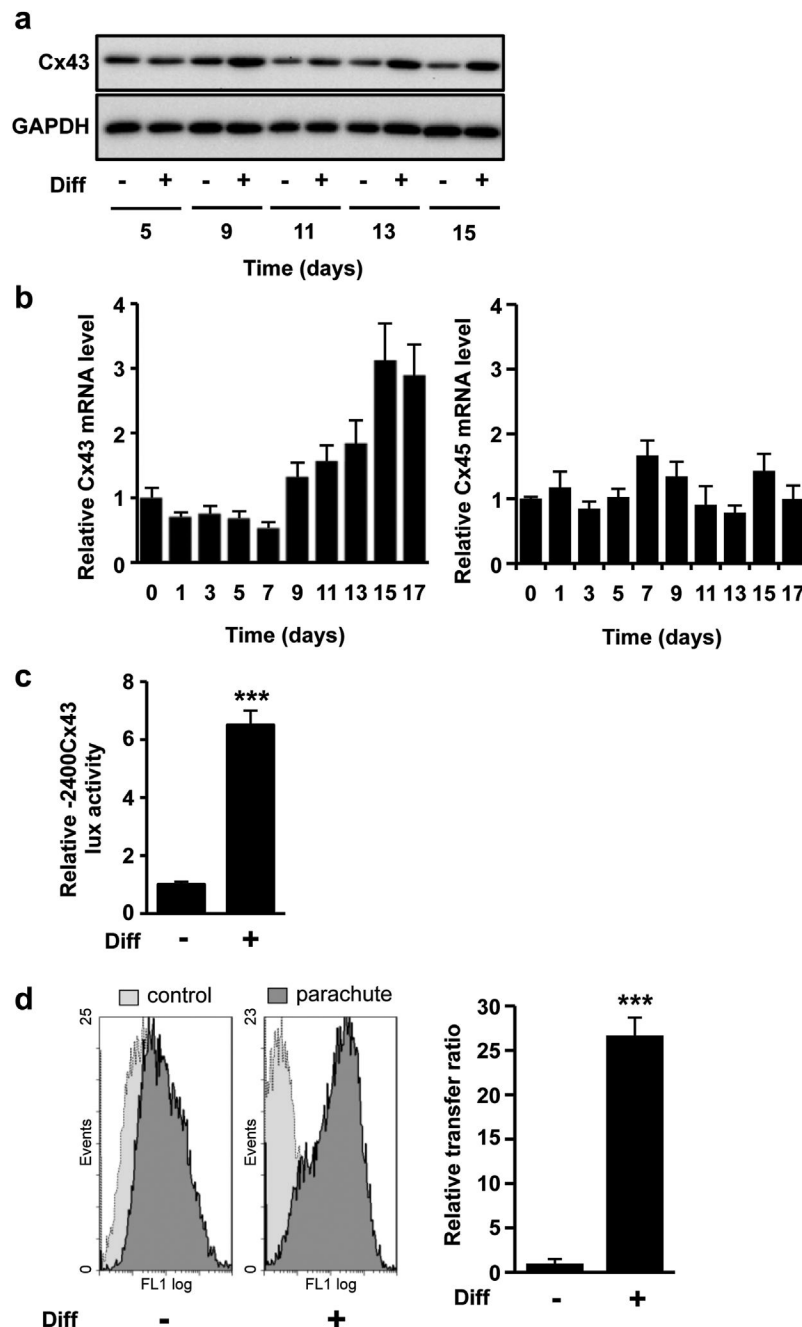 a
Cx43
GAPDH
Diff - + - + - + - + - +
5 9 11 13 15
Time (days)
b
Relative Cx43 mRNA level
4
3
2
1
0
0 1 3 5 7 9 11 13 15 17
Time (days)
Relative Cx45 mRNA level
4
3
2
1
0
0 1 3 5 7 9 11 13 15 17
Time (days)
c
Relative -2400Cx43
lux activity
8
6
4
2
0
***
Diff - +
d
control parachute
25
Events
0
FL1 log
23
Events
0
FL1 log
Diff - +
Relative transfer ratio
30
25
20
15
10
5
0
***
Diff - +